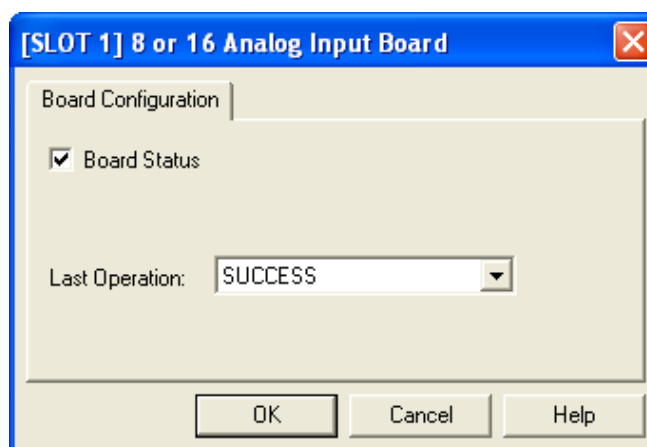 [SLOT 1] 8 or 16 Analog Input Board
Board Configuration
Board Status
Last Operation: SUCCESS
OK Cancel Help